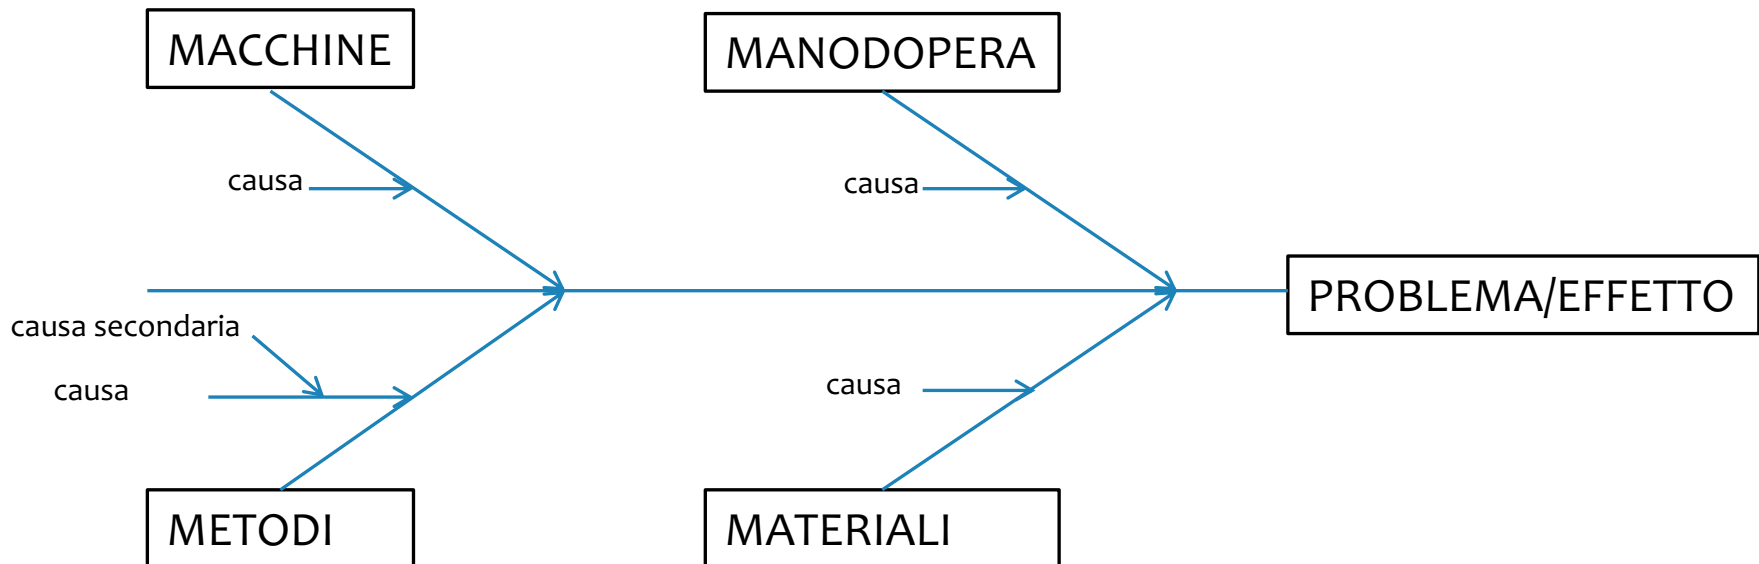 MACCHINE
MANODOPERA
causa
causa
PROBLEMA/EFFETTO
causa secondaria
causa
causa
METODI
MATERIALI